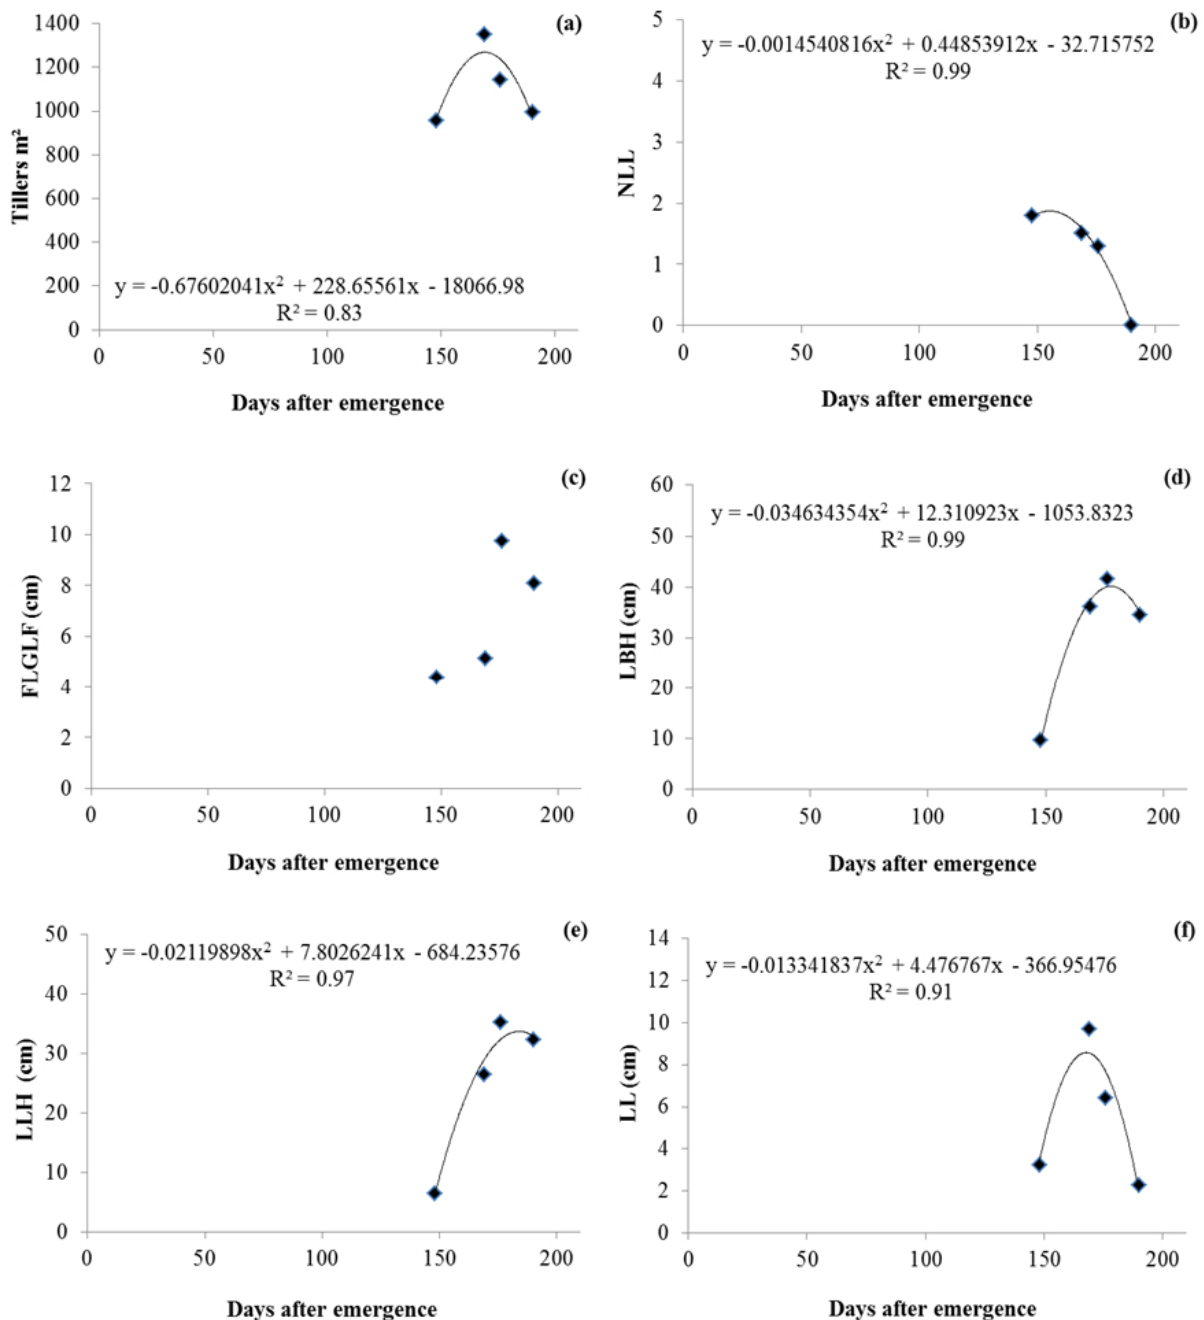 (a)
1400
1200
1000
800
600
400
200
0
Tillers m²
y = -0.67602041x² + 228.65561x - 18066.98
R² = 0.83
0 50 100 150 200
Days after emergence
(b)
5
4
3
2
1
0
NLL
y = -0.0014540816x² + 0.44853912x - 32.715752
R² = 0.99
0 50 100 150 200
Days after emergence
(c)
12
10
8
6
4
2
0
FLGLF (cm)
0 50 100 150 200
Days after emergence
(d)
60
50
40
30
20
10
0
LBH (cm)
y = -0.034634354x² + 12.310923x - 1053.8323
R² = 0.99
0 50 100 150 200
Days after emergence
(e)
50
40
30
20
10
0
LLH (cm)
y = -0.02119898x² + 7.8026241x - 684.23576
R² = 0.97
0 50 100 150 200
Days after emergence
(f)
14
12
10
8
6
4
2
0
LL (cm)
y = -0.013341837x² + 4.476767x - 366.95476
R² = 0.91
0 50 100 150 200
Days after emergence